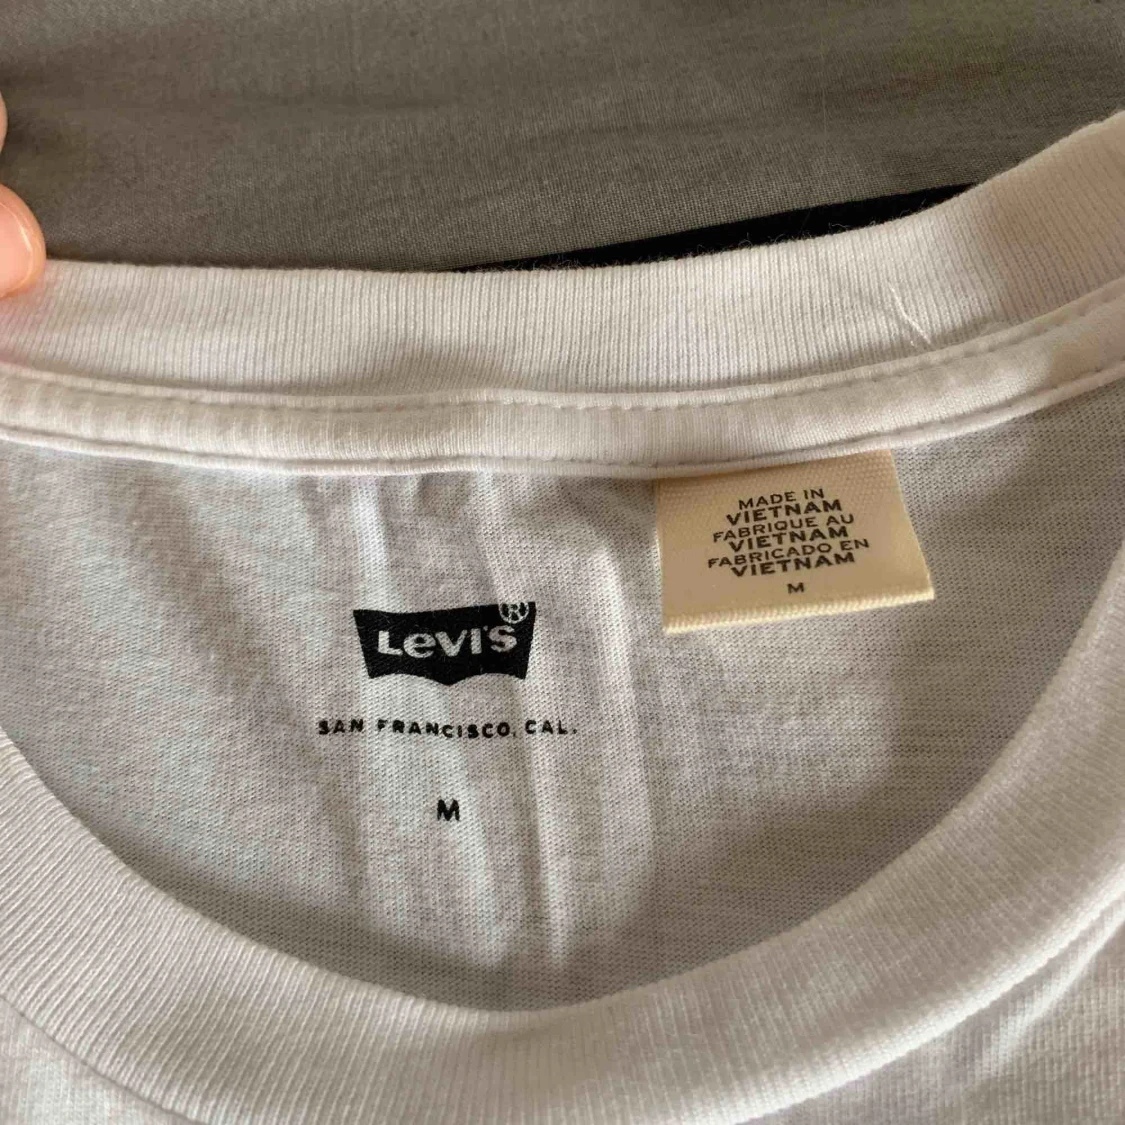 MADE IN
VIETNAM
FABRIQUE AU
VIETNAM
FABRICADO EN
VIETNAM
M
Levi's®
SAN FRANCISCO, CAL.
M